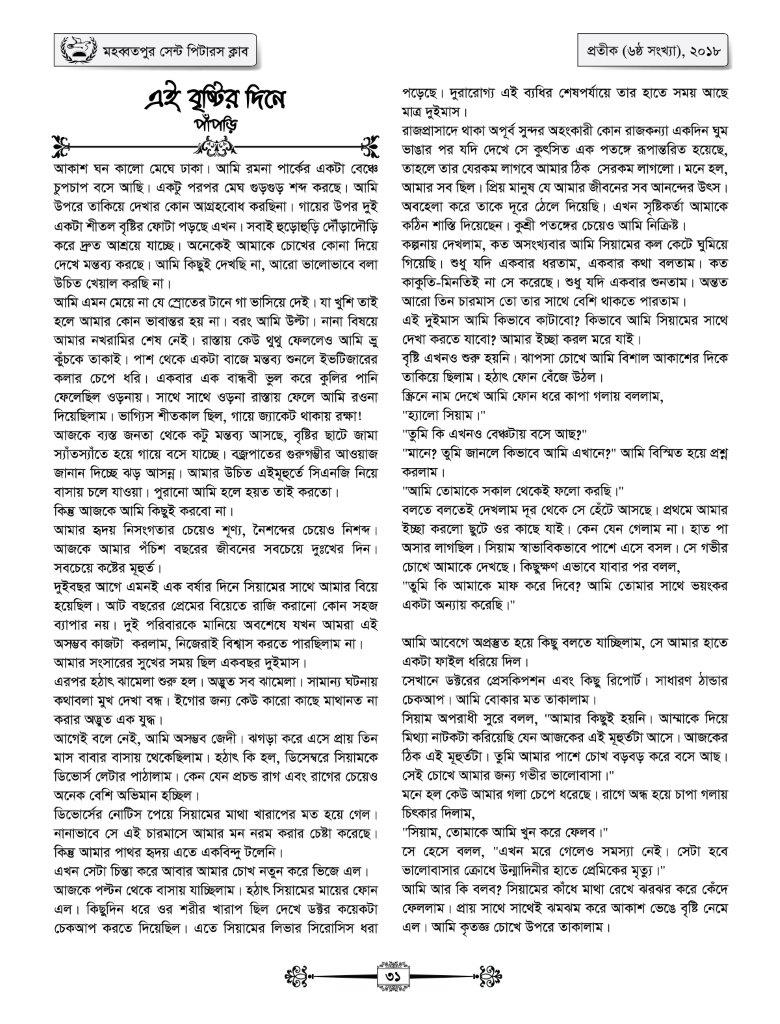 মহব্বতপুর সেন্ট পিটারস ক্লাব
প্রতীক (৬ষ্ঠ সংখ্যা), ২০১৮
এই বৃষ্টির দিনে
পাঁপড়ি
আকাশ ঘন কালো মেঘে ঢাকা। আমি রমনা পার্কের একটা বেঞ্চে
চুপচাপ বসে আছি। একটু পরপর মেঘ গুড়গুড় শব্দ করছে। আমি
উপরে তাকিয়ে দেখার কোন আগ্রহবোধ করছিনা। গায়ের উপর দুই
একটা শীতল বৃষ্টির ফোটা পড়ছে এখন। সবাই হুড়োহুড়ি দৌঁড়াদৌড়ি
করে দ্রুত আশ্রয়ে যাচ্ছে। অনেকেই আমাকে চোখের কোনা দিয়ে
দেখে মন্তব্য করছে। আমি কিছুই দেখছি না, আরো ভালোভাবে বলা
উচিত খেয়াল করছি না।
আমি এমন মেয়ে না যে স্রোতের টানে গা ভাসিয়ে দেই। যা খুশি তাই
হলে আমার কোন ভাবান্তর হয় না। বরং আমি উল্টা। নানা বিষয়ে
আমার নখরামির শেষ নেই। রাস্তায় কেউ থুথু ফেললেও আমি ভ্রু
কুঁচকে তাকাই। পাশ থেকে একটা বাজে মন্তব্য শুনলে ইভটিজারের
কলার চেপে ধরি। একবার এক বান্ধবী ভুল করে কুলির পানি
ফেলেছিল ওড়নায়। সাথে সাথে ওড়না রাস্তায় ফেলে আমি রওনা
দিয়েছিলাম। ভাগ্যিস শীতকাল ছিল, গায়ে জ্যাকেট থাকায় রক্ষা!
আজকে ব্যস্ত জনতা থেকে কটু মন্তব্য আসছে, বৃষ্টির ছাটে জামা
স্যাঁতস্যাঁতে হয়ে গায়ে বসে যাচ্ছে। বজ্রপাতের গুরুগম্ভীর আওয়াজ
জানান দিচ্ছে ঝড় আসন্ন। আমার উচিত এইমূহুর্তে সিএনজি নিয়ে
বাসায় চলে যাওয়া। পুরানো আমি হলে হয়ত তাই করতো।
কিন্তু আজকে আমি কিছুই করবো না।
আমার হৃদয় নিসংগতার চেয়েও শূণ্য, নৈশব্দের চেয়েও নিশব্দ।
আজকে আমার পঁচিশ বছরের জীবনের সবচেয়ে দুঃখের দিন।
সবচেয়ে কষ্টের মূহুর্ত।
দুইবছর আগে এমনই এক বর্ষার দিনে সিয়ামের সাথে আমার বিয়ে
হয়েছিল। আট বছরের প্রেমের বিয়েতে রাজি করানো কোন সহজ
ব্যাপার নয়। দুই পরিবারকে মানিয়ে অবশেষে যখন আমরা এই
অসম্ভব কাজটা করলাম, নিজেরাই বিশ্বাস করতে পারছিলাম না।
আমার সংসারের সুখের সময় ছিল একবছর দুইমাস।
এরপর হঠাৎ ঝামেলা শুরু হল। অদ্ভুত সব ঝামেলা। সামান্য ঘটনায়
কথাবলা মুখ দেখা বন্ধ। ইগোর জন্য কেউ কারো কাছে মাথানত না
করার অদ্ভুত এক যুদ্ধ।
আগেই বলে নেই, আমি অসম্ভব জেদী। ঝগড়া করে এসে প্রায় তিন
মাস বাবার বাসায় থেকেছিলাম। হঠাৎ কি হল, ডিসেম্বরে সিয়ামকে
ডিভোর্স লেটার পাঠালাম। কেন যেন প্রচন্ড রাগ এবং রাগের চেয়েও
অনেক বেশি অভিমান হচ্ছিল।
ডিভোর্সের নোটিস পেয়ে সিয়ামের মাথা খারাপের মত হয়ে গেল।
নানাভাবে সে এই চারমাসে আমার মন নরম করার চেষ্টা করেছে।
কিন্তু আমার পাথর হৃদয় এতে একবিন্দু টলেনি।
এখন সেটা চিন্তা করে আবার আমার চোখ নতুন করে ভিজে এল।
আজকে পল্টন থেকে বাসায় যাচ্ছিলাম। হঠাৎ সিয়ামের মায়ের ফোন
এল। কিছুদিন ধরে ওর শরীর খারাপ ছিল দেখে ডক্টর কয়েকটা
চেকআপ করতে দিয়েছিল। এতে সিয়ামের লিভার সিরোসিস ধরা
পড়েছে। দুরারোগ্য এই ব্যধির শেষপর্যায়ে তার হাতে সময় আছে
মাত্র দুইমাস।
রাজপ্রাসাদে থাকা অপূর্ব সুন্দর অহংকারী কোন রাজকন্যা একদিন ঘুম
ভাঙার পর যদি দেখে সে কুৎসিত এক পতঙ্গে রূপান্তরিত হয়েছে,
তাহলে তার যেরকম লাগবে আমার ঠিক সেরকম লাগলো। মনে হল,
আমার সব ছিল। প্রিয় মানুষ যে আমার জীবনের সব আনন্দের উৎস।
অবহেলা করে তাকে দূরে ঠেলে দিয়েছি। এখন সৃষ্টিকর্তা আমাকে
কঠিন শাস্তি দিয়েছেন। কুশ্রী পতঙ্গের চেয়েও আমি নিক্রিষ্ট।
কল্পনায় দেখলাম, কত অসংখ্যবার আমি সিয়ামের কল কেটে ঘুমিয়ে
গিয়েছি। শুধু যদি একবার ধরতাম, একবার কথা বলতাম। কত
কাকুতি-মিনতিই না সে করেছে। শুধু যদি একবার শুনতাম। অন্তত
আরো তিন চারমাস তো তার সাথে বেশি থাকতে পারতাম।
এই দুইমাস আমি কিভাবে কাটাবো? কিভাবে আমি সিয়ামের সাথে
দেখা করতে যাবো? আমার ইচ্ছা করল মরে যাই।
বৃষ্টি এখনও শুরু হয়নি। ঝাপসা চোখে আমি বিশাল আকাশের দিকে
তাকিয়ে ছিলাম। হঠাৎ ফোন বেঁজে উঠল।
স্ক্রিনে নাম দেখে আমি ফোন ধরে কাপা গলায় বললাম,
"হ্যালো সিয়াম।"
"তুমি কি এখনও বেঞ্চটায় বসে আছ?"
"মানে? তুমি জানলে কিভাবে আমি এখানে?" আমি বিস্মিত হয়ে প্রশ্ন
করলাম।
"আমি তোমাকে সকাল থেকেই ফলো করছি।"
বলতে বলতেই দেখলাম দূর থেকে সে হেঁটে আসছে। প্রথমে আমার
ইচ্ছা করলো ছুটে ওর কাছে যাই। কেন যেন গেলাম না। হাত পা
অসার লাগছিল। সিয়াম স্বাভাবিকভাবে পাশে এসে বসল। সে গভীর
চোখে আমাকে দেখছে। কিছুক্ষণ এভাবে যাবার পর বলল,
"তুমি কি আমাকে মাফ করে দিবে? আমি তোমার সাথে ভয়ংকর
একটা অন্যায় করেছি।"
আমি আবেগে অপ্রস্তুত হয়ে কিছু বলতে যাচ্ছিলাম, সে আমার হাতে
একটা ফাইল ধরিয়ে দিল।
সেখানে ডক্টরের প্রেসকিপশন এবং কিছু রিপোর্ট। সাধারণ ঠান্ডার
চেকআপ। আমি বোকার মত তাকালাম।
সিয়াম অপরাধী সুরে বলল, "আমার কিছুই হয়নি। আম্মাকে দিয়ে
মিথ্যা নাটকটা করিয়েছি যেন আজকের এই মূহুর্তটা আসে। আজকের
ঠিক এই মূহুর্তটা। তুমি আমার পাশে চোখ বড়বড় করে বসে আছ।
সেই চোখে আমার জন্য গভীর ভালোবাসা।"
মনে হল কেউ আমার গলা চেপে ধরেছে। রাগে অন্ধ হয়ে চাপা গলায়
চিৎকার দিলাম,
"সিয়াম, তোমাকে আমি খুন করে ফেলব।"
সে হেসে বলল, "এখন মরে গেলেও সমস্যা নেই। সেটা হবে
ভালোবাসার ক্রোধে উন্মাদিনীর হাতে প্রেমিকের মৃত্যু।"
আমি আর কি বলব? সিয়ামের কাঁধে মাথা রেখে ঝরঝর করে কেঁদে
ফেললাম। প্রায় সাথে সাথেই ঝমঝম করে আকাশ ভেঙে বৃষ্টি নেমে
এল। আমি কৃতজ্ঞ চোখে উপরে তাকালাম।
৩১